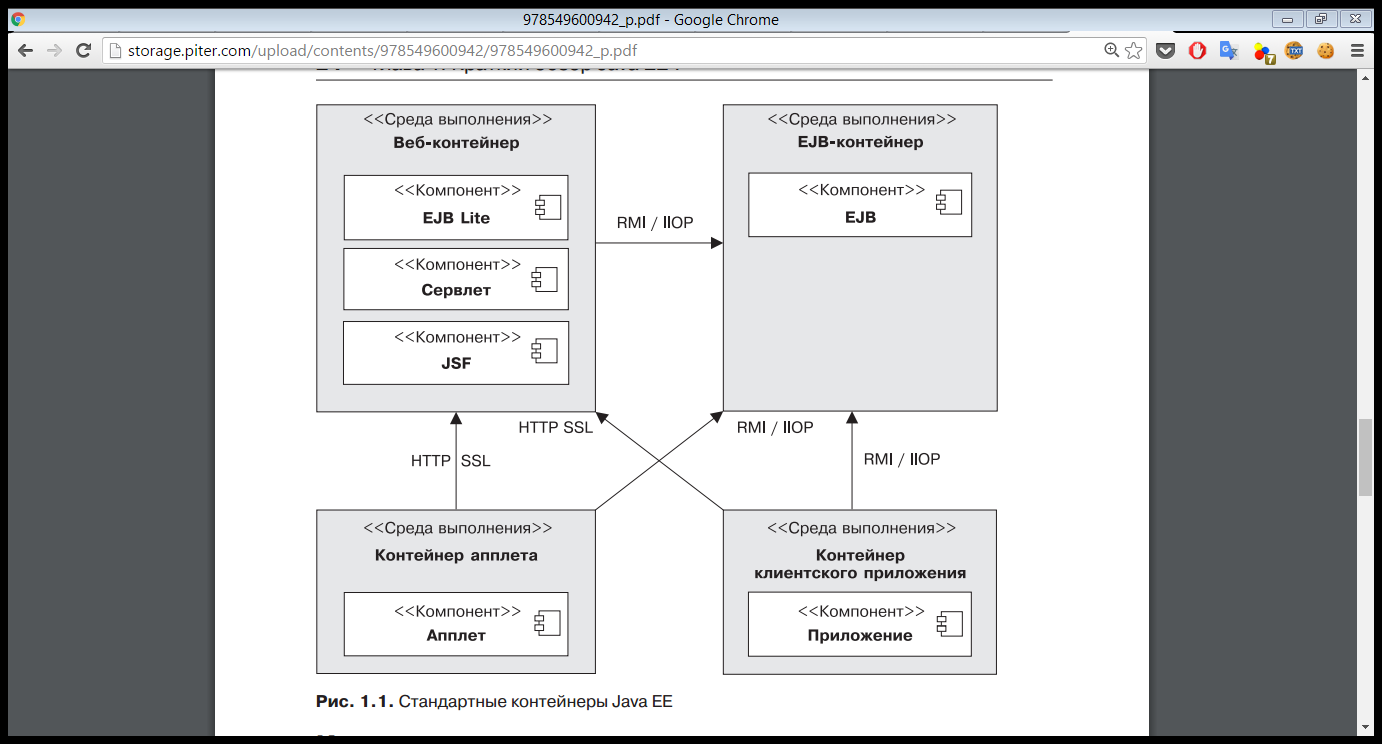 978549600942_p.pdf - Google Chrome
storage.piter.com/upload/contents/978549600942/978549600942_p.pdf
7
TXT
<<Среда выполнения>>
Веб-контейнер
<<Компонент>>
EJB Lite
<<Компонент>>
Сервлет
<<Компонент>>
JSF
RMI / IIOP
<<Среда выполнения>>
EJB-контейнер
<<Компонент>>
EJB
HTTP SSL
RMI / IIOP
HTTP SSL
RMI / IIOP
<<Среда выполнения>>
Контейнер апплета
<<Компонент>>
Апплет
<<Среда выполнения>>
Контейнер
клиентского приложения
<<Компонент>>
Приложение
Рис. 1.1. Стандартные контейнеры Java EE